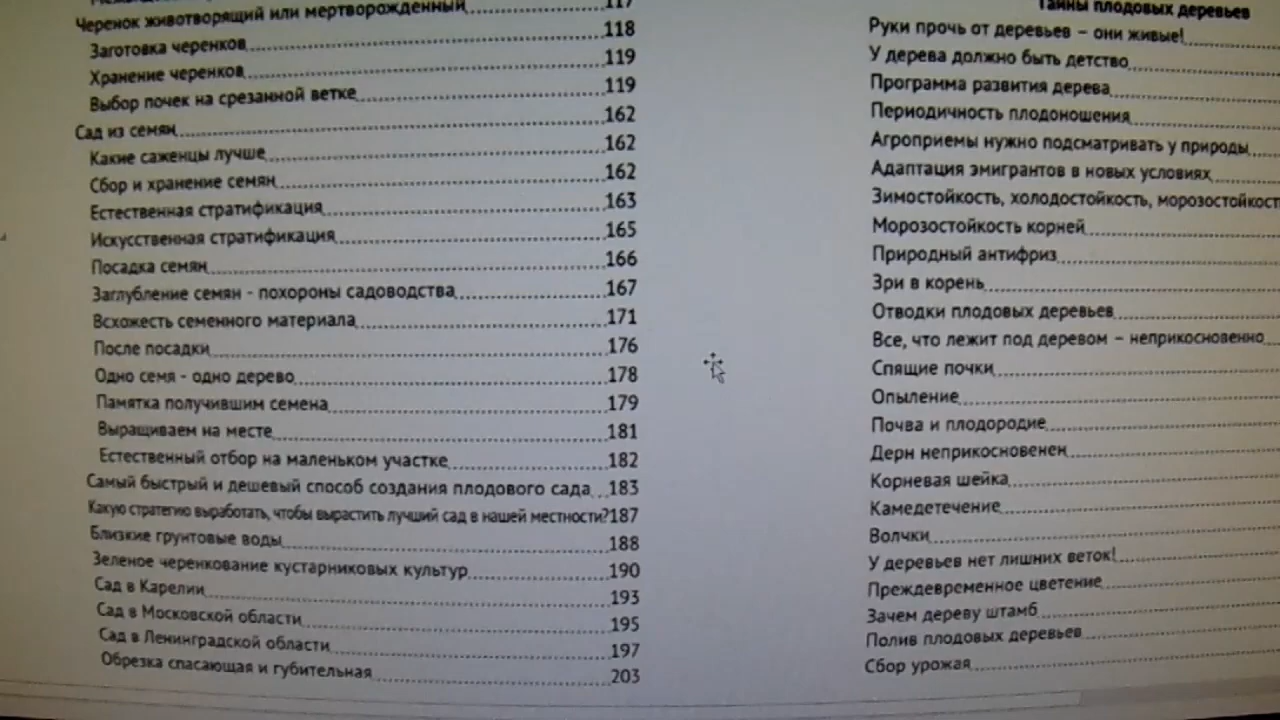 117
Черенок животворящий или мертворожденный
Заготовка черенков 118
Хранение черенков 119
Выбор почек на срезанной ветке 119
Сад из семян 162
Какие саженцы лучше 162
Сбор и хранение семян 162
Естественная стратификация 163
Искусственная стратификация 165
Посадка семян 166
Заглубление семян - похороны садоводства 167
Всхожесть семенного материала 171
После посадки 176
Одно семя - одно дерево 178
Памятка получившим семена 179
Выращиваем на месте 181
Естественный отбор на маленьком участке 182
Самый быстрый и дешевый способ создания плодового сада 183
Какую стратегию выработать, чтобы вырастить лучший сад в нашей местности? 187
Близкие грунтовые воды 188
Зеленое черенкование кустарниковых культур 190
Сад в Карелии 193
Сад в Московской области 195
Сад в Ленинградской области 197
Обрезка спасающая и губительная 203
Тайны плодовых деревьев
Руки прочь от деревьев – они живые!
У дерева должно быть детство
Программа развития дерева
Периодичность плодоношения
Агроприемы нужно подсматривать у природы
Адаптация эмигрантов в новых условиях
Зимостойкость, холодостойкость, морозостойкост
Морозостойкость корней
Природный антифриз
Зри в корень
Отводки плодовых деревьев
Все, что лежит под деревом – неприкосновенно
Спящие почки
Опыление
Почва и плодородие
Дерн неприкосновенен
Корневая шейка
Камедетечение
Волчки
У деревьев нет лишних веток!
Преждевременное цветение
Зачем дереву штамб
Полив плодовых деревьев
Сбор урожая